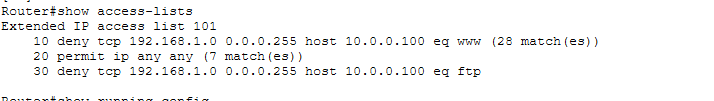 Router#show access-lists
Extended IP access list 101
    10 deny tcp 192.168.1.0 0.0.0.255 host 10.0.0.100 eq www (28 match(es))
    20 permit ip any any (7 match(es))
    30 deny tcp 192.168.1.0 0.0.0.255 host 10.0.0.100 eq ftp
Router#show running-config